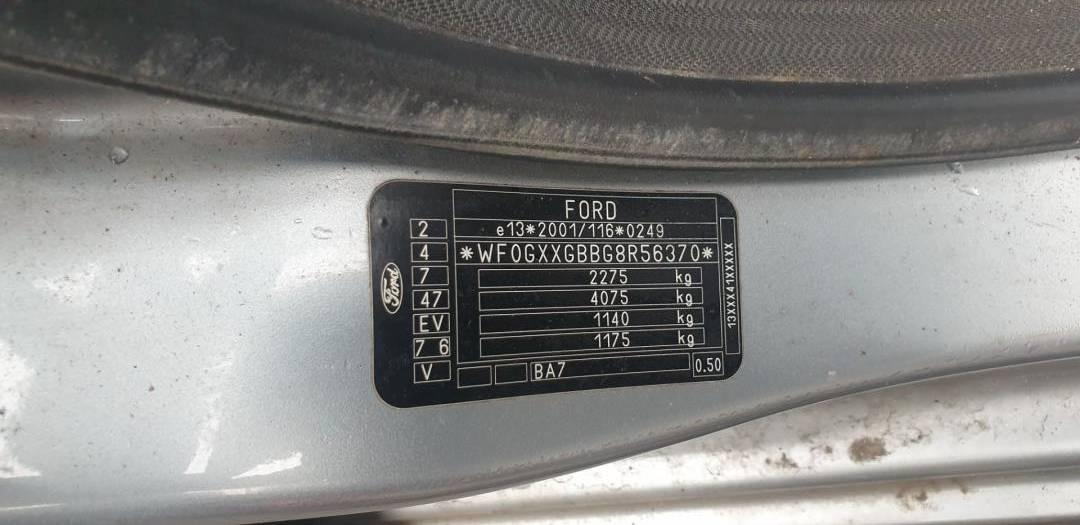 FORD
e13*2001/116*0249
*WF0GXXGBBG8R56370*
2275 kg
4075 kg
1140 kg
1175 kg
BA7
0.50
2
4
7
47
EV
7 6
V
Ford
13XXX41XXXXX